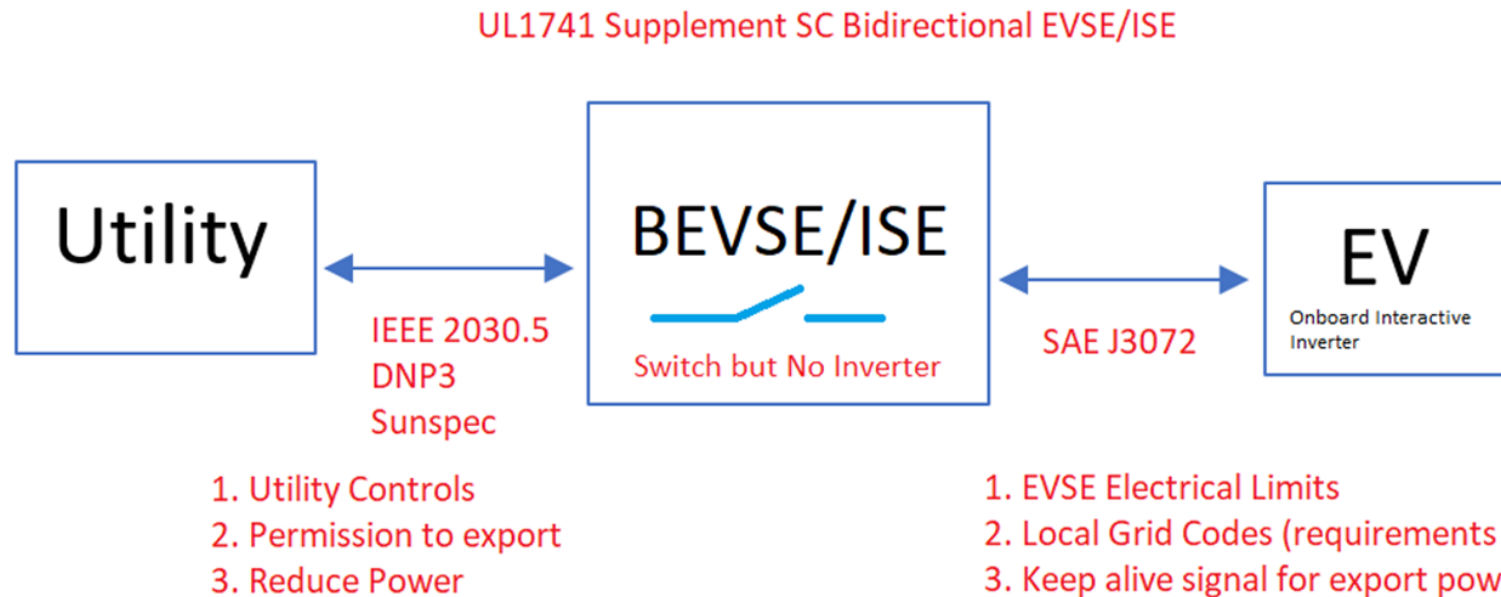 UL1741 Supplement SC Bidirectional EVSE/ISE
Utility
IEEE 2030.5
DNP3
Sunspec
BEVSE/ISE
Switch but No Inverter
SAE J3072
EV
Onboard Interactive
Inverter
1. Utility Controls
2. Permission to export
3. Reduce Power
1. EVSE Electrical Limits
2. Local Grid Codes (requirements
3. Keep alive signal for export